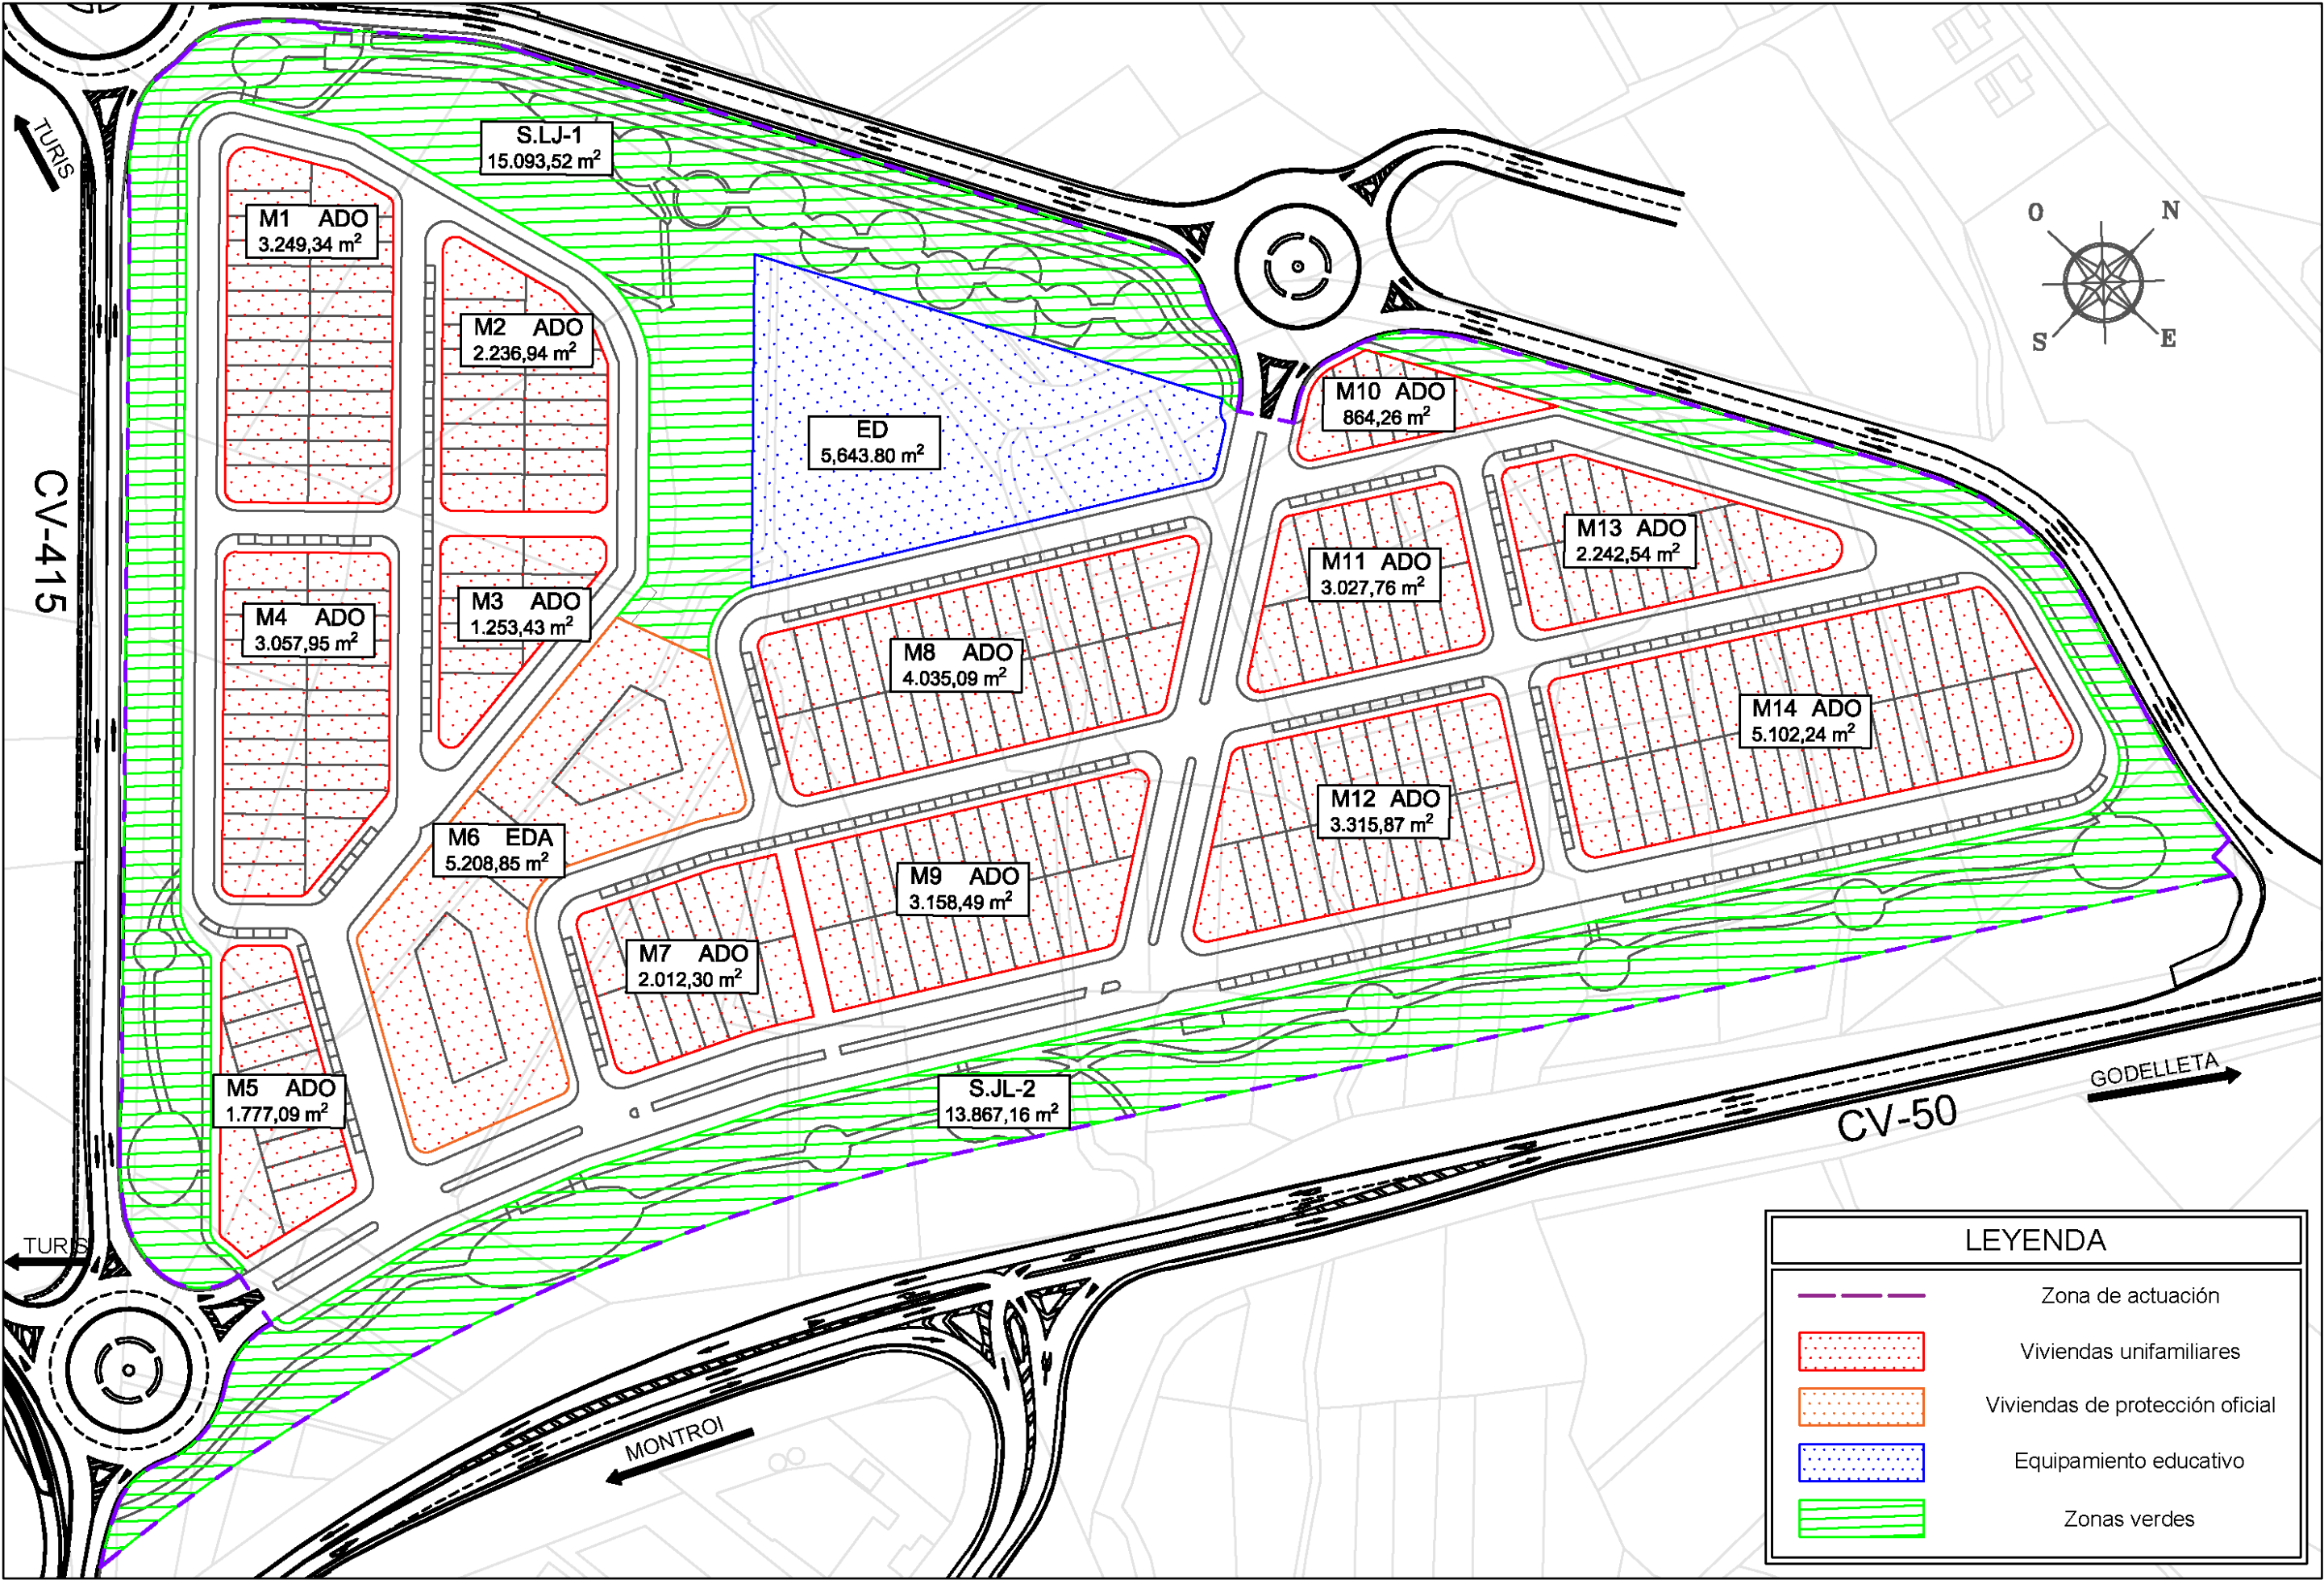 TURIS
S.LJ-1
15.093,52 m²
M1 ADO
3.249,34 m²
O N
S E
M2 ADO
2.236,94 m²
M10 ADO
864,26 m²
ED
5,643.80 m²
CV-415
M13 ADO
2.242,54 m²
M11 ADO
3.027,76 m²
M3 ADO
1.253,43 m²
M4 ADO
3.057,95 m²
M8 ADO
4.035,09 m²
M14 ADO
5.102,24 m²
M12 ADO
3.315,87 m²
M6 EDA
5.208,85 m²
M9 ADO
3.158,49 m²
M7 ADO
2.012,30 m²
M5 ADO
1.777,09 m²
S.JL-2
13.867,16 m²
GODELLETA
CV-50
TURIS
MONTROI
LEYENDA
Zona de actuación
Viviendas unifamiliares
Viviendas de protección oficial
Equipamiento educativo
Zonas verdes